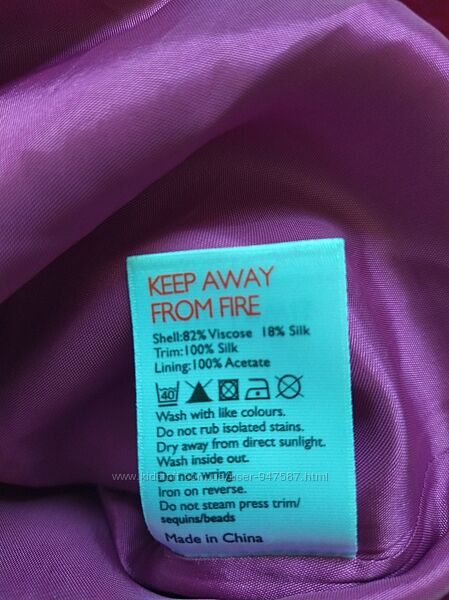 KEEP AWAY
FROM FIRE
Shell:82% Viscose 18% Silk
Trim:100% Silk
Lining:100% Acetate
40°
Wash with like colours.
Do not rub isolated stains.
Dry away from direct sunlight.
Wash inside out.
Do not wring.
Iron on reverse.
Do not steam press trim/
sequins/beads
Made in China